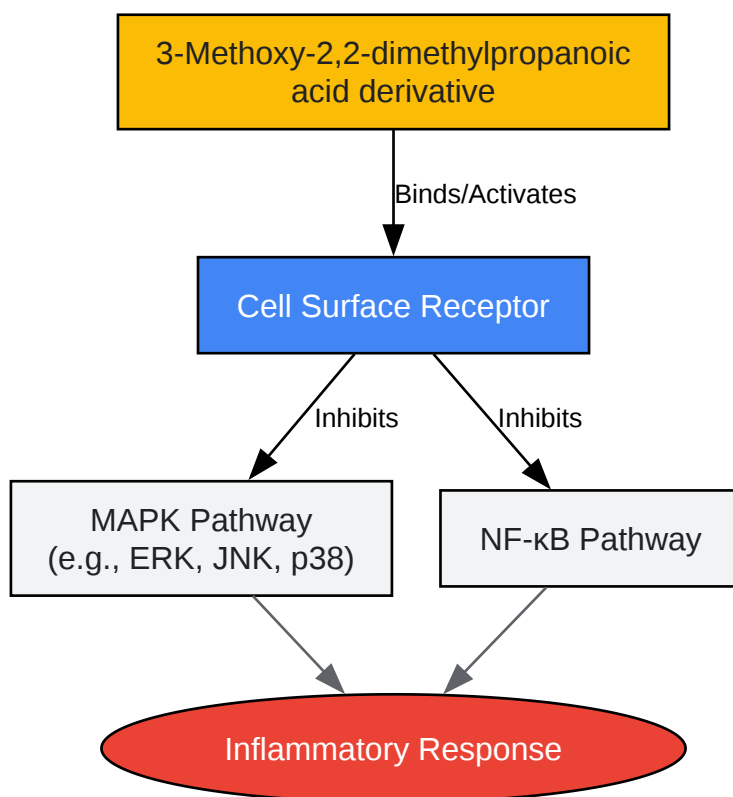 3-Methoxy-2,2-dimethylpropanoic
acid derivative
Binds/Activates
Cell Surface Receptor
Inhibits
Inhibits
MAPK Pathway
(e.g., ERK, JNK, p38)
NF-κB Pathway
Inflammatory Response